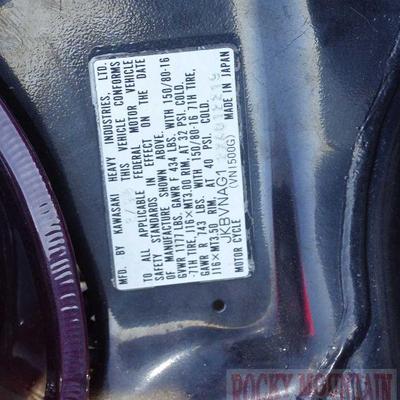 MFD. BY KAWASAKI HEAVY INDUSTRIES, LTD.
THIS VEHICLE CONFORMS
TO ALL APPLICABLE FEDERAL MOTOR VEHICLE
SAFETY STANDARDS IN EFFECT ON THE DATE
OF MANUFACTURE SHOWN ABOVE.
GVWR 1177 LBS. GAWR F 434 LBS. WITH 150/80-16
71H TIRE, J16×MT3.00 RIM, AT 32 PSI. COLD.
GAWR R 743 LBS. WITH 150/80-16 71H TIRE,
J16×MT3.50 RIM, AT 40 PSI. COLD.
JKBVNAG1
(VN1500G)
MOTOR CYCLE MADE IN JAPAN
ROCKY MOUNTAIN